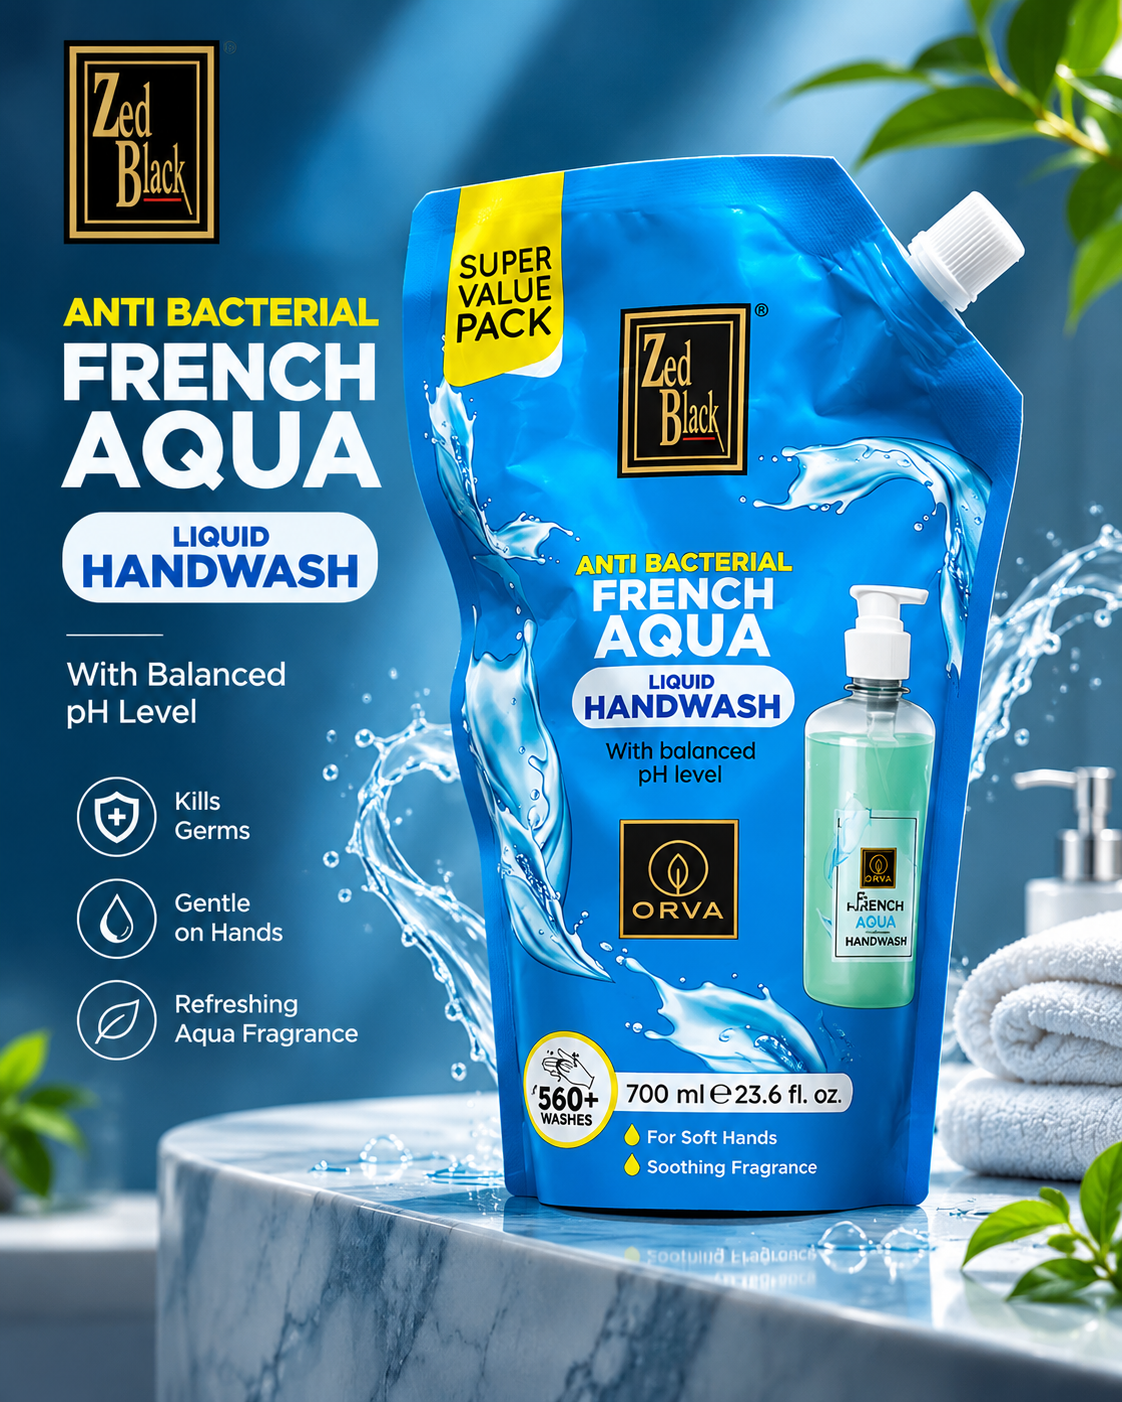 Zed
Black
®
ANTI BACTERIAL
FRENCH
AQUA
LIQUID
HANDWASH
With Balanced
pH Level
Kills
Germs
Gentle
on Hands
Refreshing
Aqua Fragrance
SUPER
VALUE
PACK
Zed
Black
®
ANTI BACTERIAL
FRENCH
AQUA
LIQUID
HANDWASH
With balanced
pH level
ORVA
ORVA
FRENCH
AQUA
HANDWASH
560+
WASHES
700 ml ℮ 23.6 fl. oz.
For Soft Hands
Soothing Fragrance